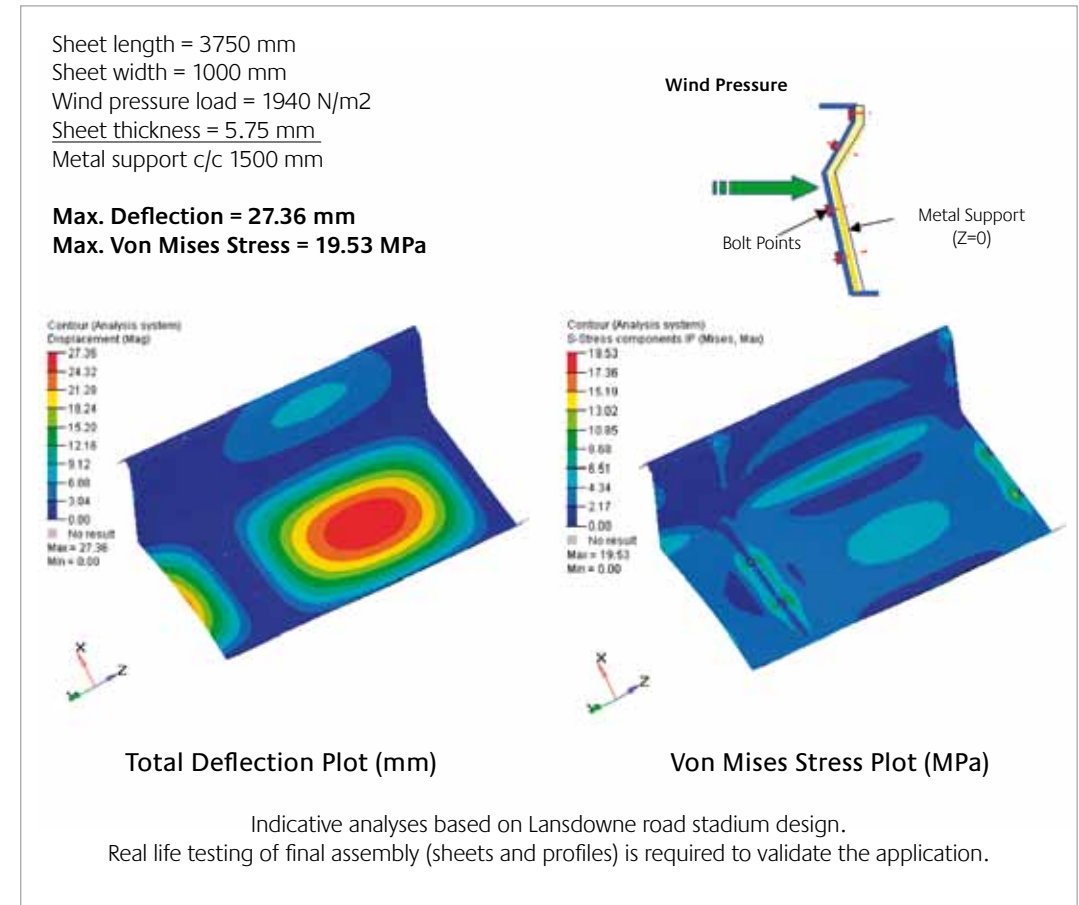 Sheet length = 3750 mm
Sheet width = 1000 mm
Wind pressure load = 1940 N/m2
Sheet thickness = 5.75 mm
Metal support c/c 1500 mm
Max. Deflection = 27.36 mm
Max. Von Mises Stress = 19.53 MPa
Wind Pressure
Bolt Points
Metal Support
(Z=0)
Contour (Analysis system)
Displacement (Mag)
27.36
24.32
21.28
18.24
15.20
12.16
9.12
6.08
3.04
0.00
No result
Max = 27.36
Min = 0.00
X
Z
Y
Contour (Analysis system)
S-Stress components IP (Mises, Max)
19.53
17.36
15.19
13.02
10.85
8.68
6.51
4.34
2.17
0.00
No result
Max = 19.53
Min = 0.00
X
Z
Y
Total Deflection Plot (mm)
Von Mises Stress Plot (MPa)
Indicative analyses based on Lansdowne road stadium design.
Real life testing of final assembly (sheets and profiles) is required to validate the application.